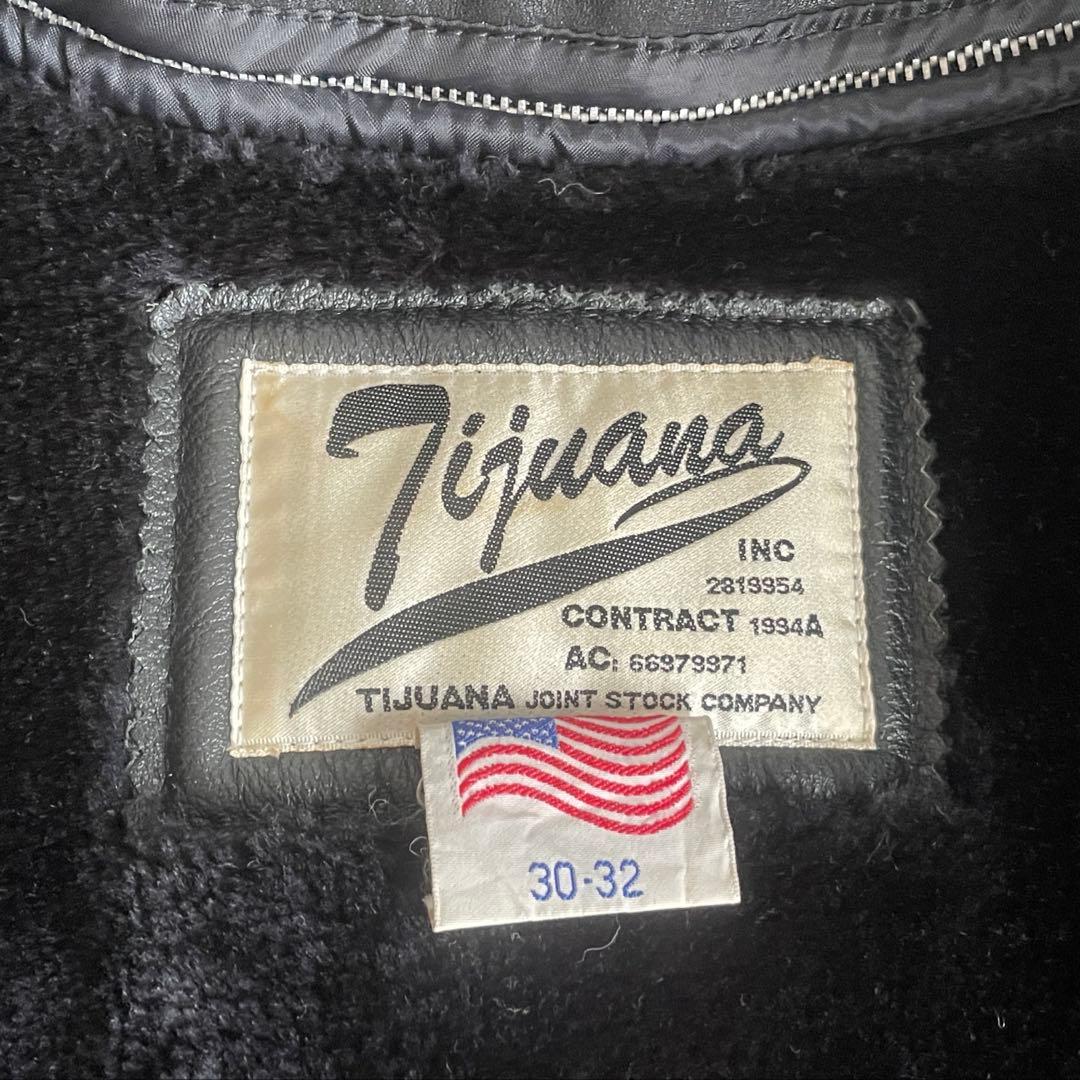 Tijuana
INC
2819954
CONTRACT 1994A
AC: 66979971
TIJUANA JOINT STOCK COMPANY
30-32